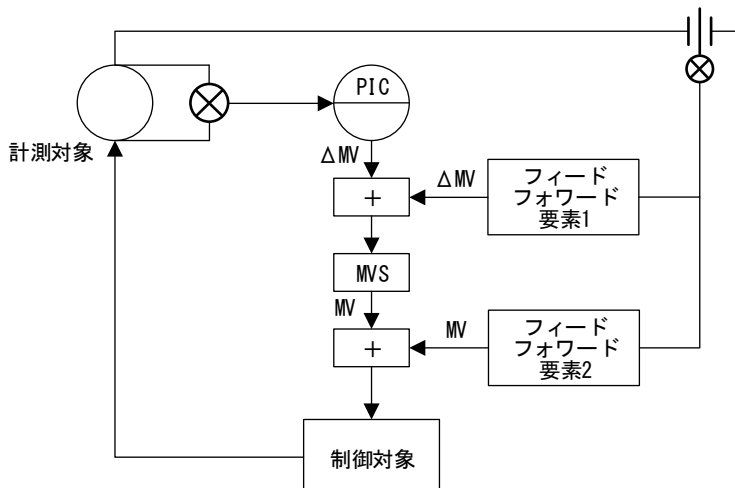 PIC
計測対象
ΔMV
ΔMV
フィード
フォワード
要素1
+
MVS
MV
MV
フィード
フォワード
要素2
+
制御対象